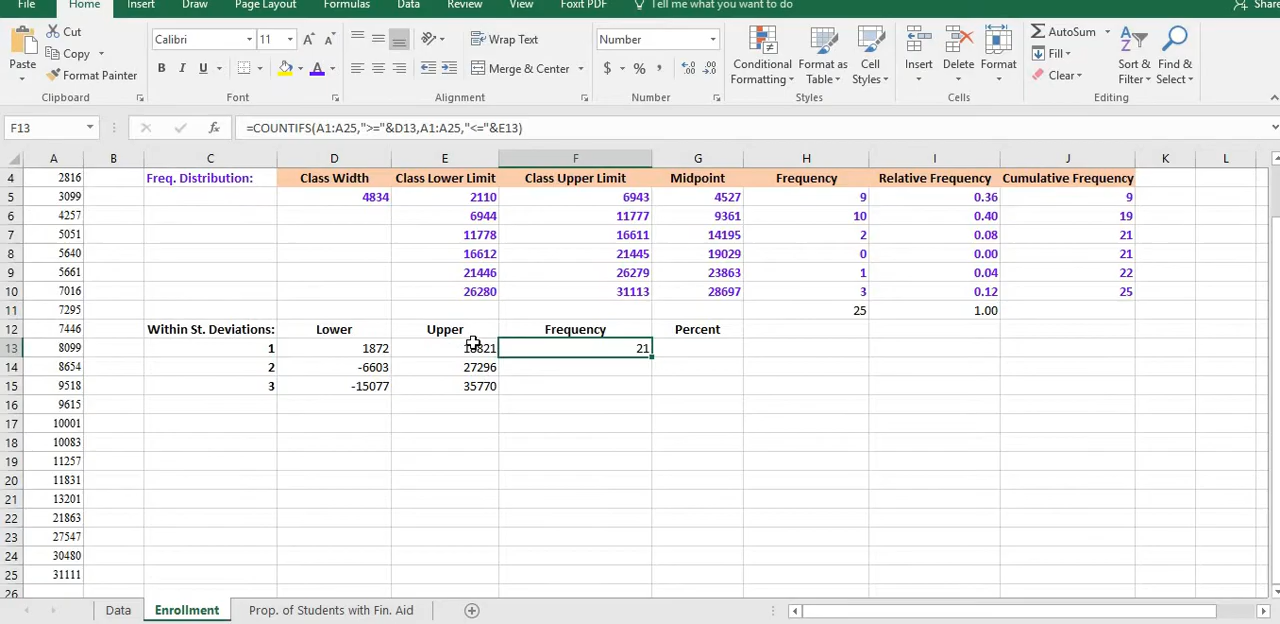 File Home Insert Draw Page Layout Formulas Data Review View Foxit PDF Tell me what you want to do Share
Cut Calibri 11 Wrap Text Number AutoSum
Paste Copy Fill
Format Painter B I U Merge & Center $ % , Conditional Formatting Format as Table Cell Styles Insert Delete Format Clear Sort & Filter Find & Select
Clipboard Font Alignment Number Styles Cells Editing
F13 fx =COUNTIFS(A1:A25,">="&D13,A1:A25,"<="&E13)
A B C D E F G H I J K L
4 2816 Freq. Distribution: Class Width Class Lower Limit Class Upper Limit Midpoint Frequency Relative Frequency Cumulative Frequency
5 3099 4834 2110 6943 4527 9 0.36 9
6 4257 6944 11777 9361 10 0.40 19
7 5051 11778 16611 14195 2 0.08 21
8 5640 16612 21445 19029 0 0.00 21
9 5661 21446 26279 23863 1 0.04 22
10 7016 26280 31113 28697 3 0.12 25
11 7295 25 1.00
12 7446 Within St. Deviations: Lower Upper Frequency Percent
13 8099 1 1872 21
14 8654 2 -6603 27296
15 9518 3 -15077 35770
16 9615
17 10001
18 10083
19 11257
20 11831
21 13201
22 21863
23 27547
24 30480
25 31111
26
Data Enrollment Prop. of Students with Fin. Aid